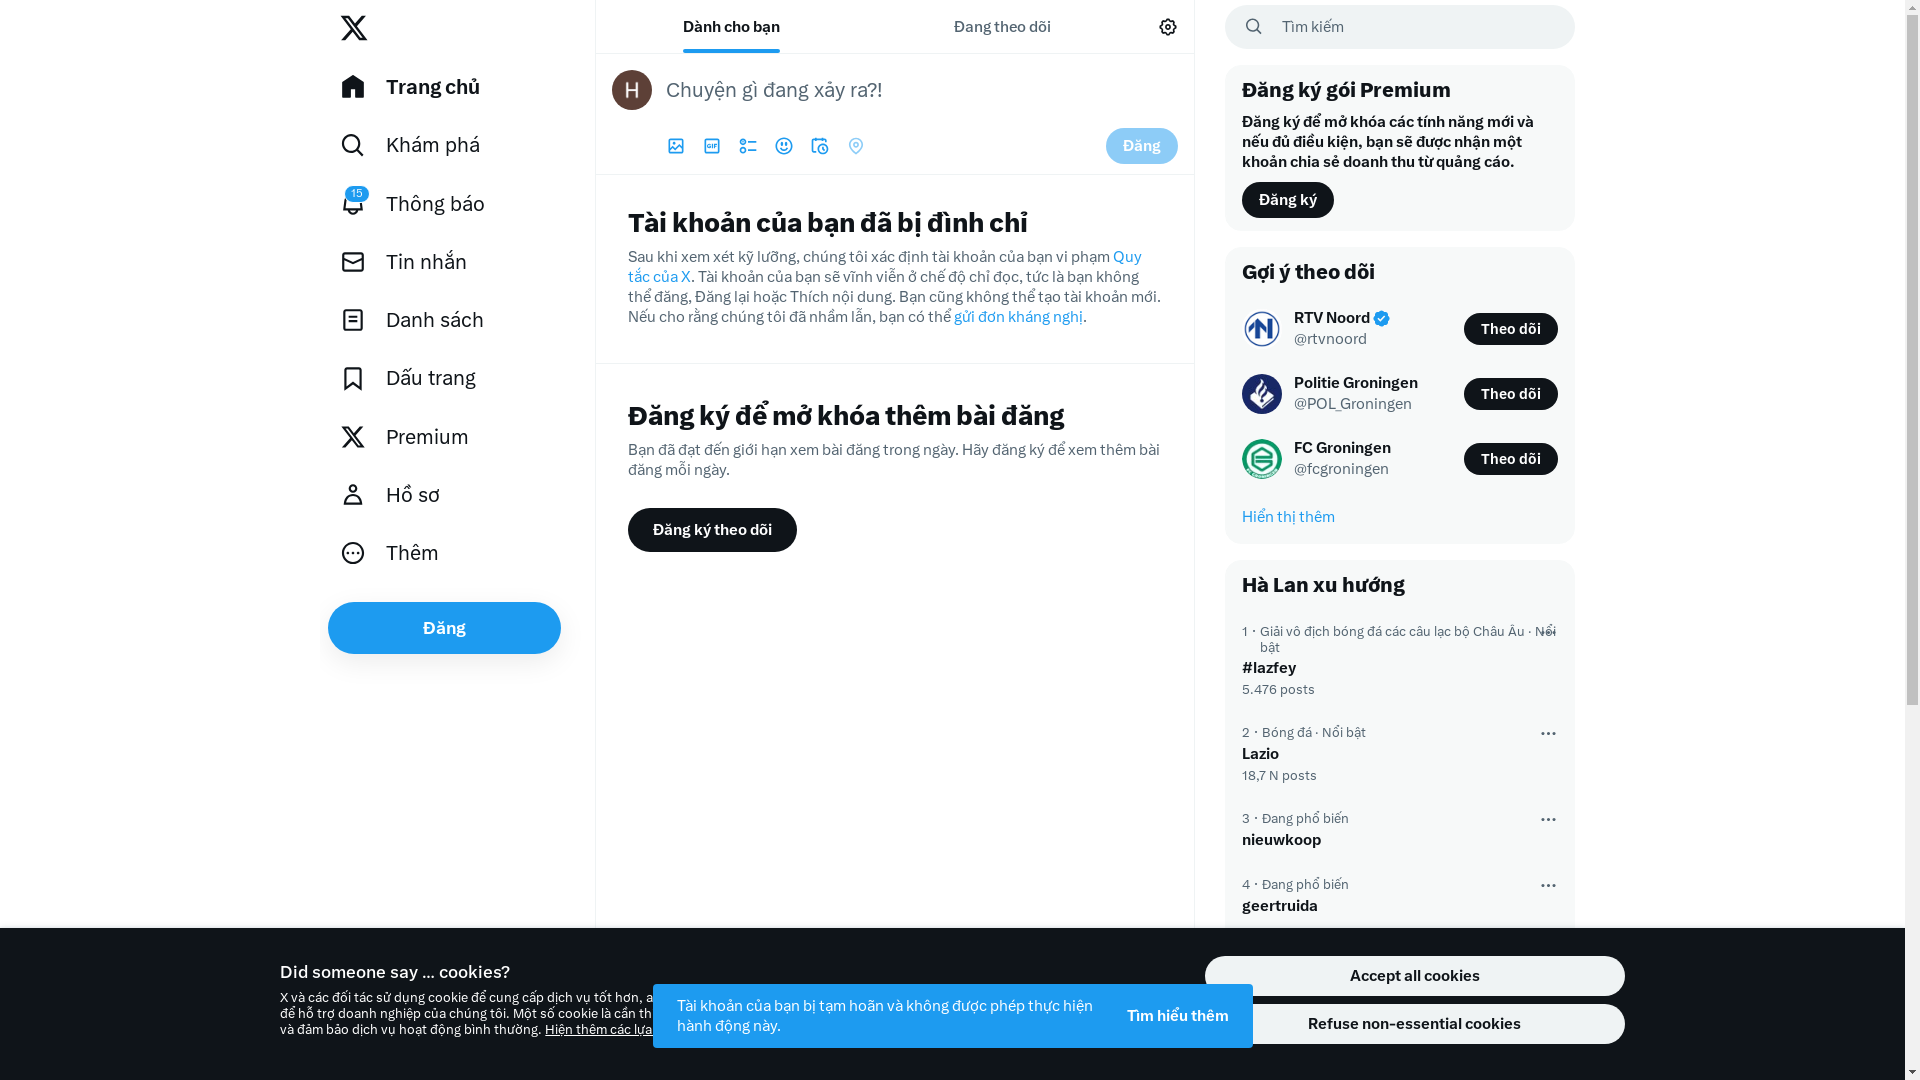 Trang chủ
Khám phá
15
Thông báo
Tin nhắn
Danh sách
Dấu trang
Premium
Hồ sơ
Thêm
Đăng
Dành cho bạn
Đang theo dõi
H
Chuyện gì đang xảy ra?!
GIF
Đăng
Tài khoản của bạn đã bị đình chỉ
Sau khi xem xét kỹ lưỡng, chúng tôi xác định tài khoản của bạn vi phạm Quy
tắc của X. Tài khoản của bạn sẽ vĩnh viễn ở chế độ chỉ đọc, tức là bạn không
thể đăng, Đăng lại hoặc Thích nội dung. Bạn cũng không thể tạo tài khoản mới.
Nếu cho rằng chúng tôi đã nhầm lẫn, bạn có thể gửi đơn kháng nghị.
Đăng ký để mở khóa thêm bài đăng
Bạn đã đạt đến giới hạn xem bài đăng trong ngày. Hãy đăng ký để xem thêm bài
đăng mỗi ngày.
Đăng ký theo dõi
Tìm kiếm
Đăng ký gói Premium
Đăng ký để mở khóa các tính năng mới và
nếu đủ điều kiện, bạn sẽ được nhận một
khoản chia sẻ doanh thu từ quảng cáo.
Đăng ký
Gợi ý theo dõi
RTV Noord
@rtvnoord
Theo dõi
Politie Groningen
@POL_Groningen
Theo dõi
FC Groningen
@fcgroningen
Theo dõi
Hiển thị thêm
Hà Lan xu hướng
1 · Giải vô địch bóng đá các câu lạc bộ Châu Âu · Nổi
bật
#lazfey
5.476 posts
2 · Bóng đá · Nổi bật
Lazio
18,7 N posts
3 · Đang phổ biến
nieuwkoop
4 · Đang phổ biến
geertruida
Did someone say … cookies?
X và các đối tác sử dụng cookie để cung cấp dịch vụ tốt hơn, a
để hỗ trợ doanh nghiệp của chúng tôi. Một số cookie là cần th
và đảm bảo dịch vụ hoạt động bình thường. Hiện thêm các lựa
Tài khoản của bạn bị tạm hoãn và không được phép thực hiện
hành động này.
Tìm hiểu thêm
Accept all cookies
Refuse non-essential cookies